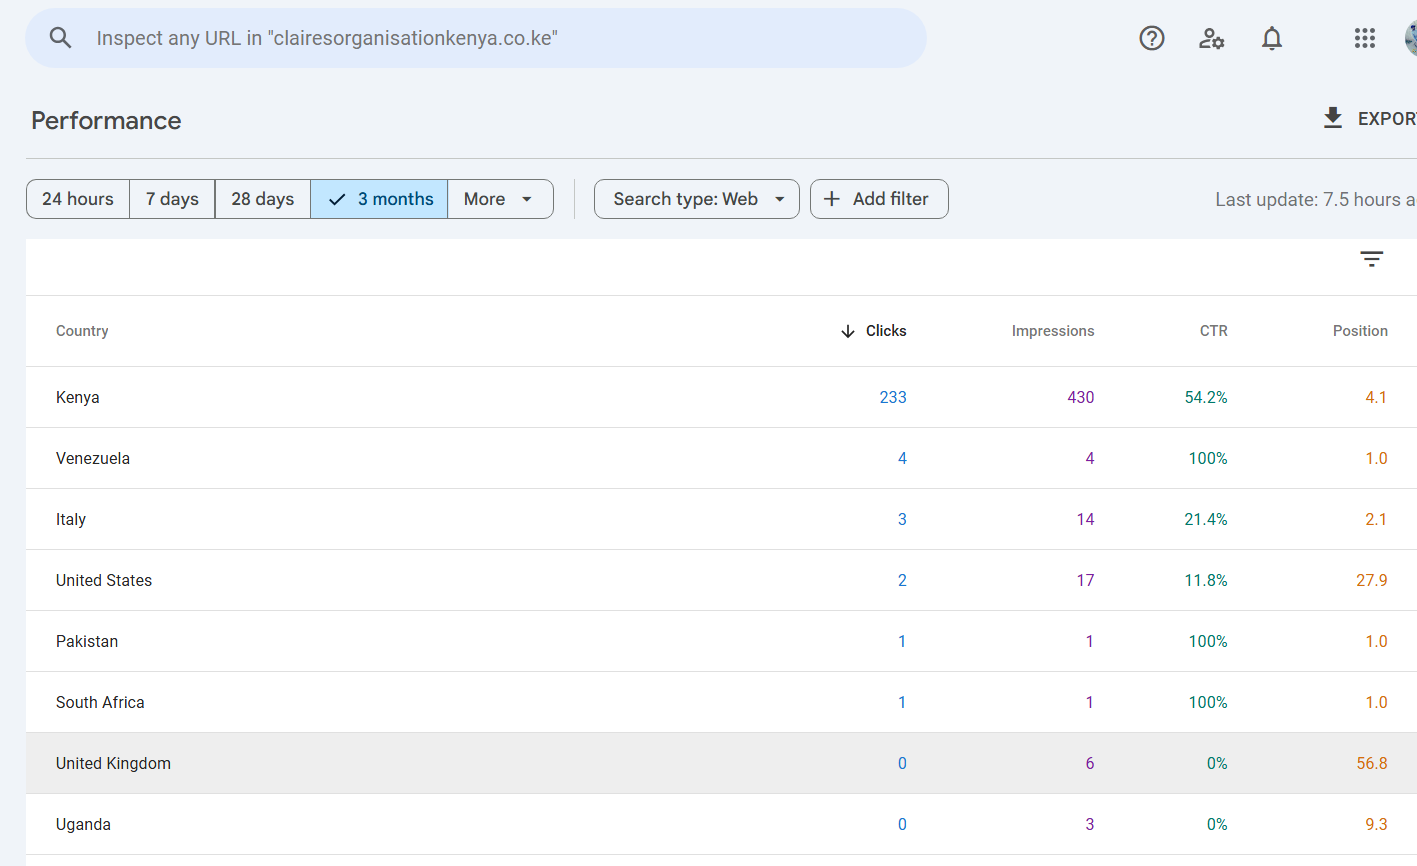 Inspect any URL in "clairesorganisationkenya.co.ke"
Performance
EXPORT
24 hours 7 days 28 days 3 months More Search type: Web Add filter Last update: 7.5 hours a
Country Clicks Impressions CTR Position
Kenya 233 430 54.2% 4.1
Venezuela 4 4 100% 1.0
Italy 3 14 21.4% 2.1
United States 2 17 11.8% 27.9
Pakistan 1 1 100% 1.0
South Africa 1 1 100% 1.0
United Kingdom 0 6 0% 56.8
Uganda 0 3 0% 9.3